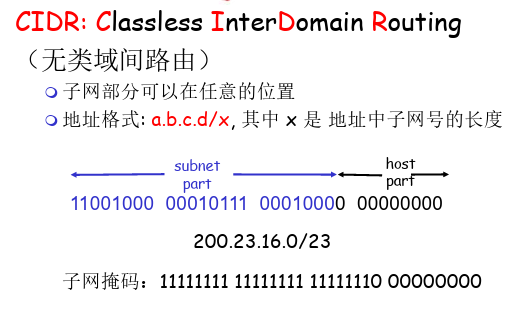 CIDR: Classless InterDomain Routing
（无类域间路由）
子网部分可以在任意的位置
地址格式: a.b.c.d/x, 其中 x 是 地址中子网号的长度
subnet part
host part
11001000 00010111 00010000 00000000
200.23.16.0/23
子网掩码：11111111 11111111 11111110 00000000